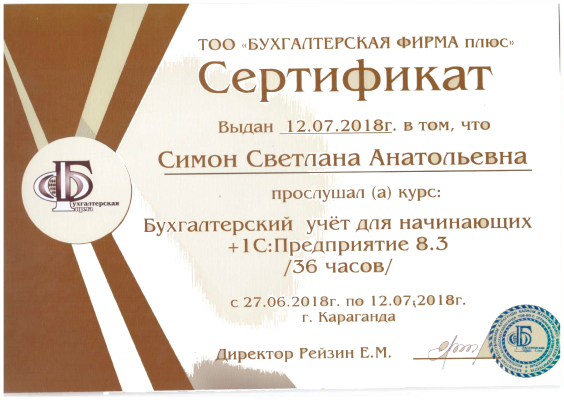 ТОО «БУХГАЛТЕРСКАЯ ФИРМА плюс»
Сертификат
Выдан 12.07.2018г. в том, что
Симон Светлана Анатольевна
прослушал (а) курс:
Бухгалтерский учёт для начинающих
+1С:Предприятие 8.3
/36 часов/
с 27.06.2018г. по 12.07.2018г.
г. Караганда
Директор Рейзин Е.М.
Бухгалтерская
фирма